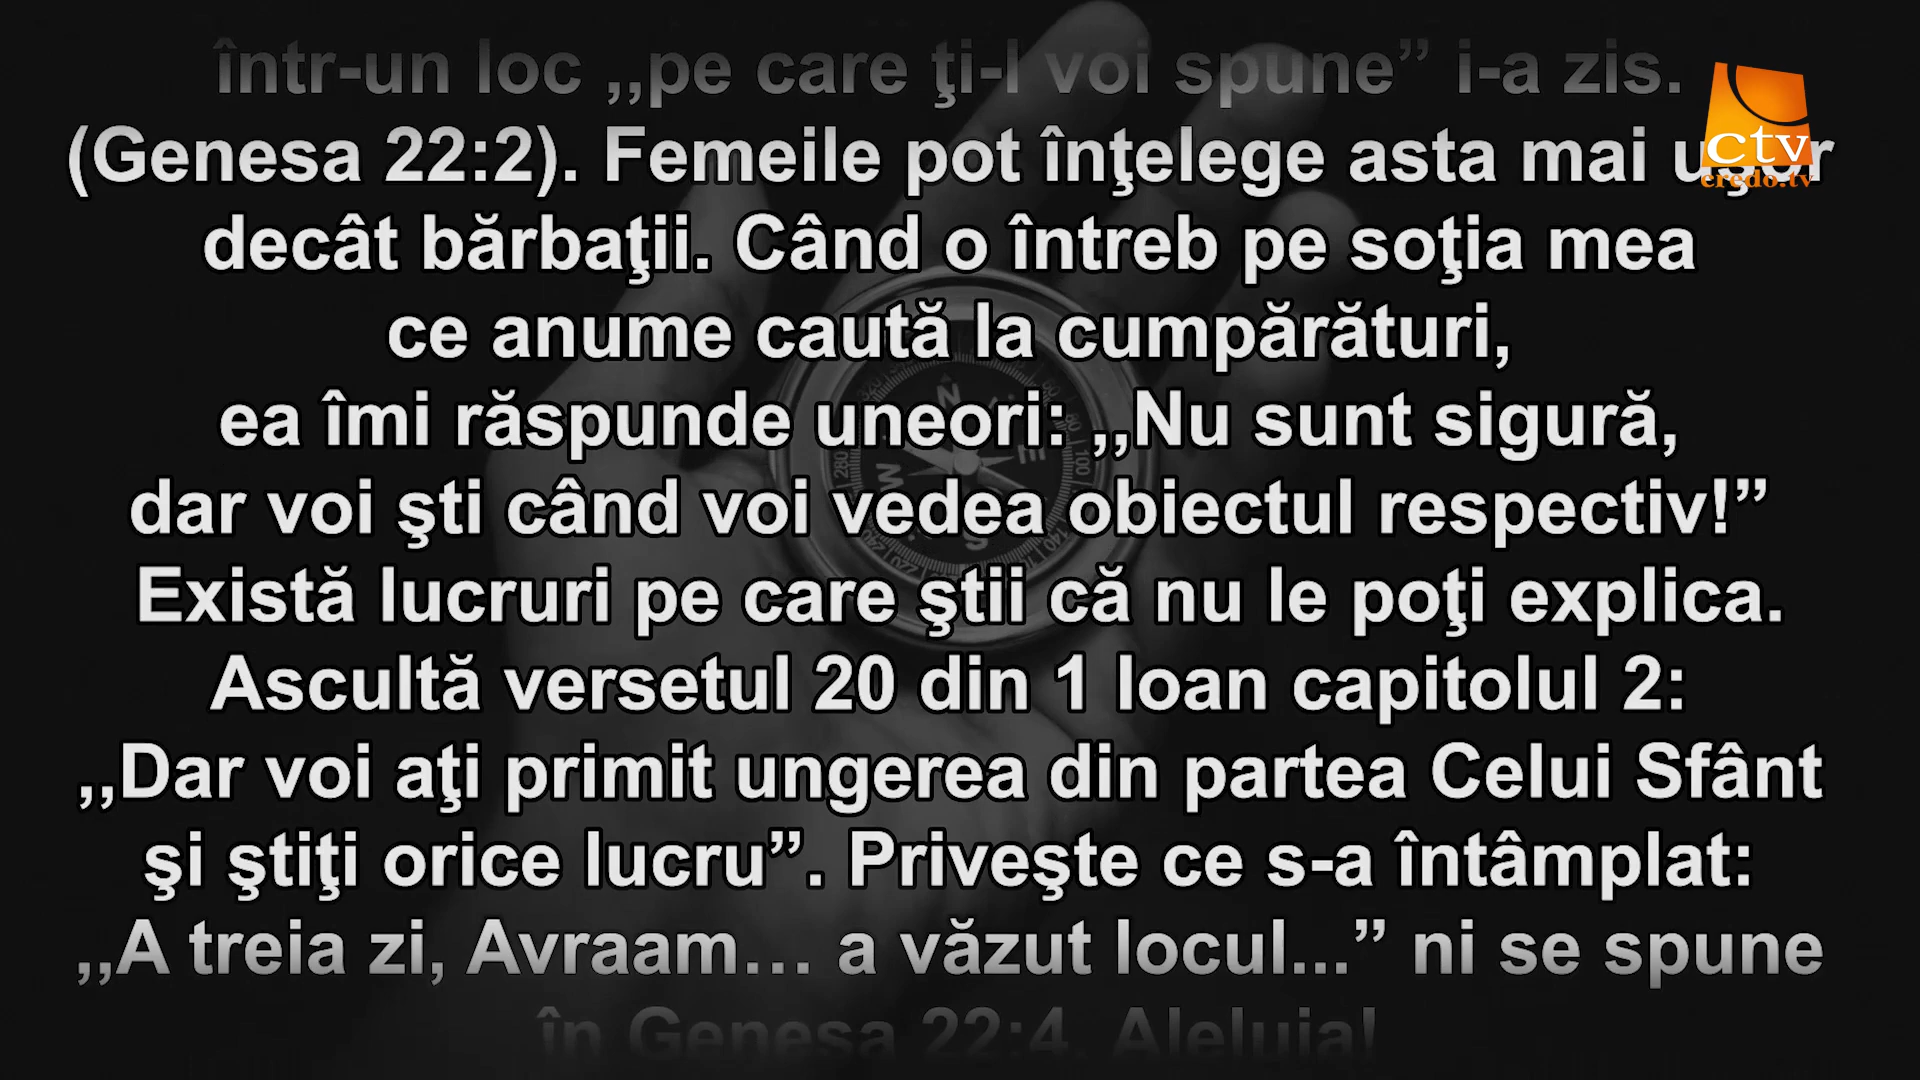 într-un loc ,,pe care ţi-l voi spune” i-a zis.
(Genesa 22:2). Femeile pot înţelege asta mai uşor
decât bărbaţii. Când o întreb pe soţia mea
ce anume caută la cumpărături,
ea îmi răspunde uneori: ,,Nu sunt sigură,
dar voi şti când voi vedea obiectul respectiv!”
Există lucruri pe care ştii că nu le poţi explica.
Ascultă versetul 20 din 1 Ioan capitolul 2:
,,Dar voi aţi primit ungerea din partea Celui Sfânt
şi ştiţi orice lucru”. Priveşte ce s-a întâmplat:
,,A treia zi, Avraam… a văzut locul...” ni se spune
în Genesa 22:4. Aleluia!
ctv
credo.tv